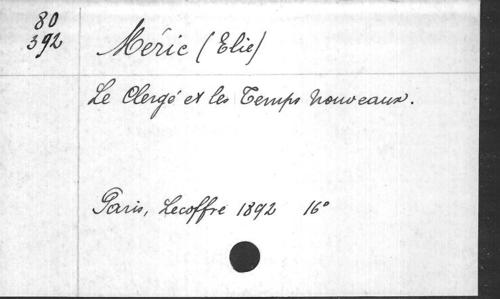 80
392
Méric (Elie)
Le Clergé et les Temps nouveaux.
Paris, Lecoffre 1892 16°